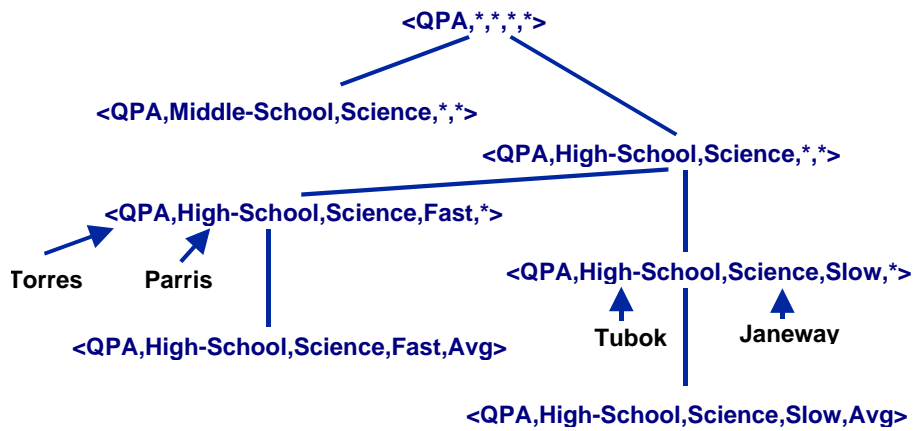 <QPA,*,*,*,*>
<QPA,Middle-School,Science,*,*>
<QPA,High-School,Science,*,*>
<QPA,High-School,Science,Fast,*>
Torres
Parris
<QPA,High-School,Science,Slow,*>
Tubok
Janeway
<QPA,High-School,Science,Fast,Avg>
<QPA,High-School,Science,Slow,Avg>